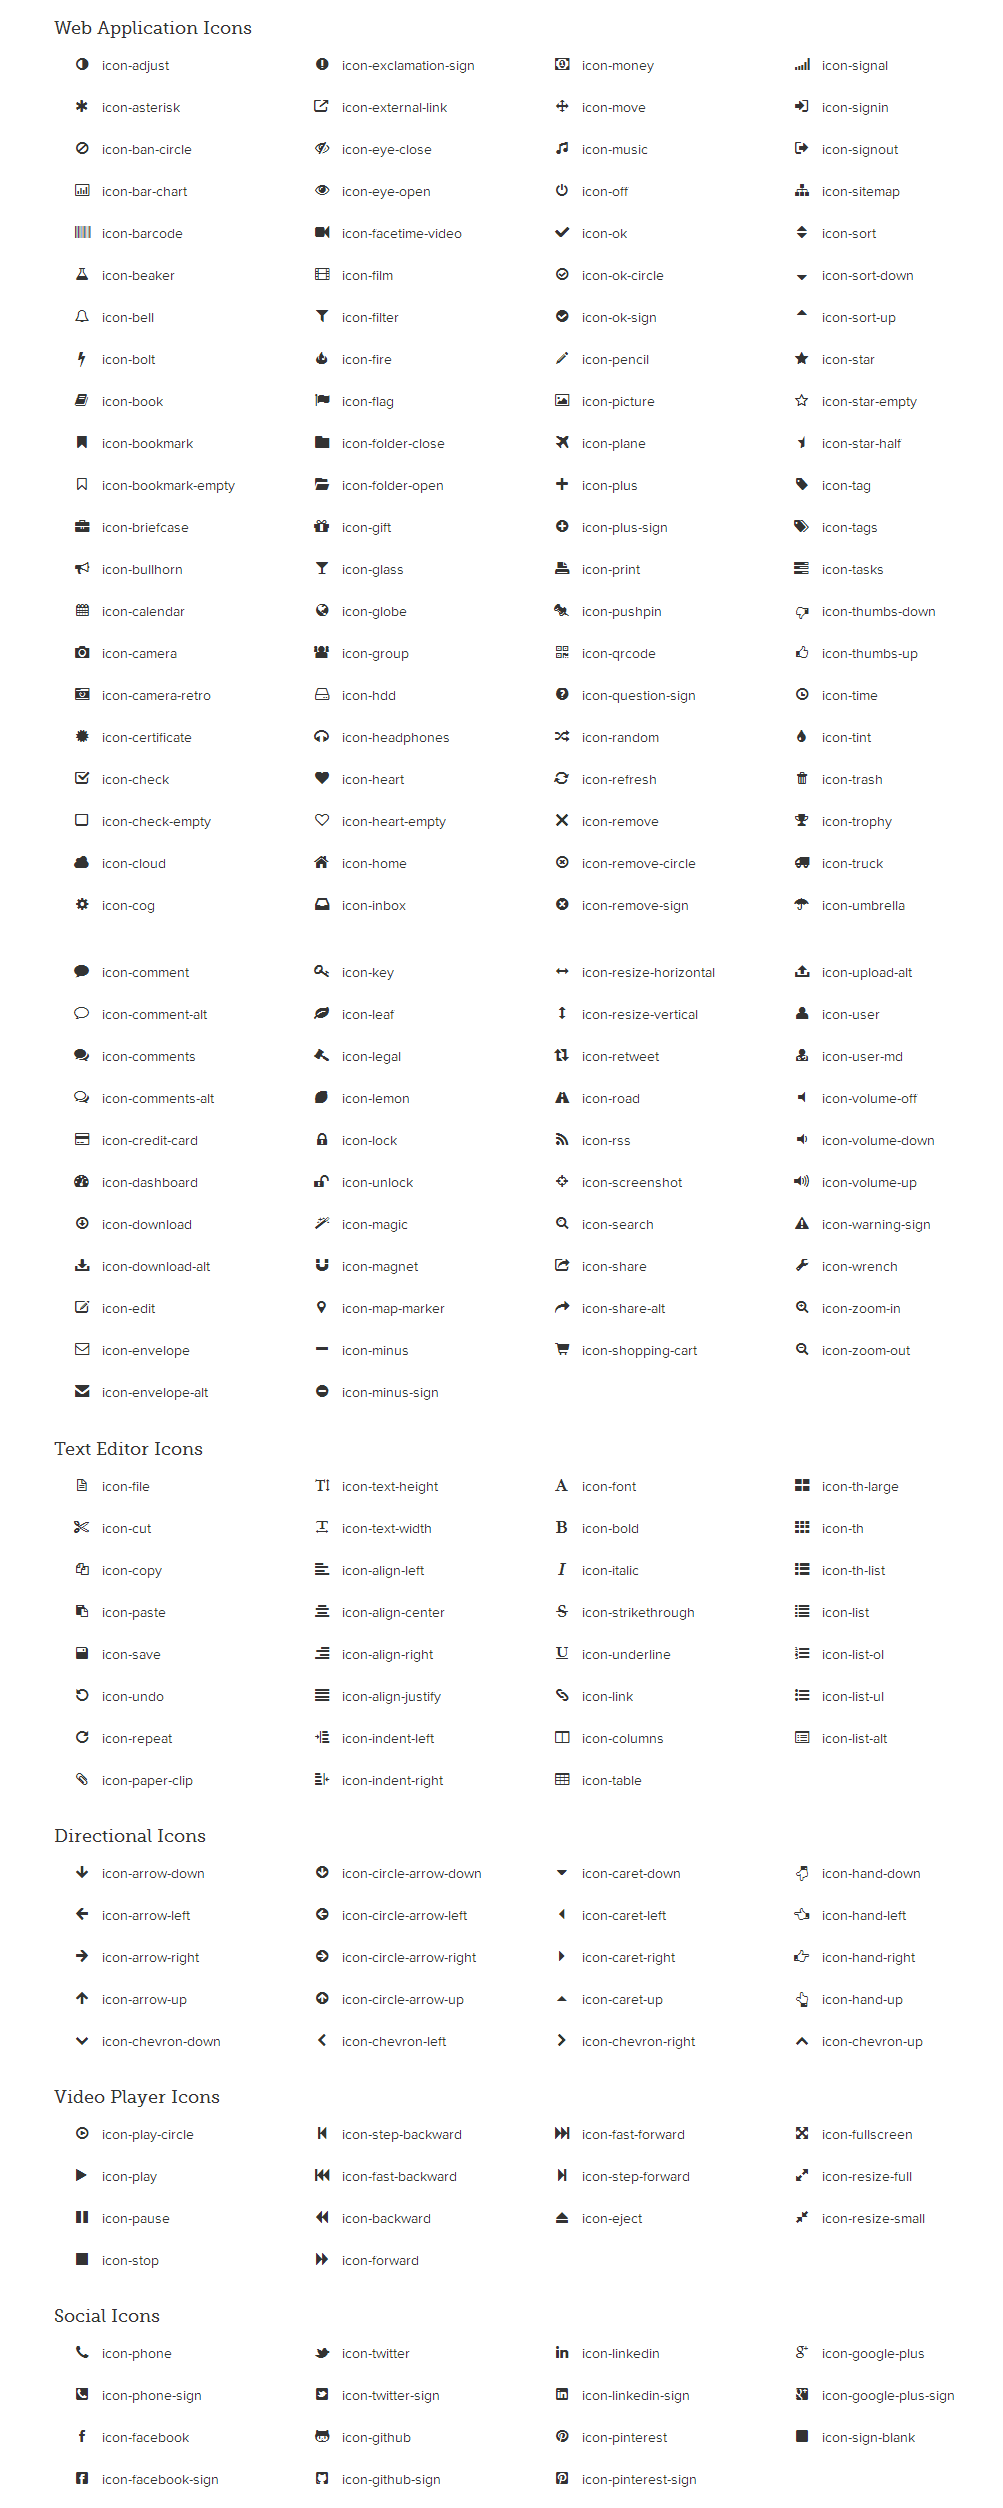 Web Application Icons
icon-adjust icon-exclamation-sign icon-money icon-signal
icon-asterisk icon-external-link icon-move icon-signin
icon-ban-circle icon-eye-close icon-music icon-signout
icon-bar-chart icon-eye-open icon-off icon-sitemap
icon-barcode icon-facetime-video icon-ok icon-sort
icon-beaker icon-film icon-ok-circle icon-sort-down
icon-bell icon-filter icon-ok-sign icon-sort-up
icon-bolt icon-fire icon-pencil icon-star
icon-book icon-flag icon-picture icon-star-empty
icon-bookmark icon-folder-close icon-plane icon-star-half
icon-bookmark-empty icon-folder-open icon-plus icon-tag
icon-briefcase icon-gift icon-plus-sign icon-tags
icon-bullhorn icon-glass icon-print icon-tasks
icon-calendar icon-globe icon-pushpin icon-thumbs-down
icon-camera icon-group icon-qrcode icon-thumbs-up
icon-camera-retro icon-hdd icon-question-sign icon-time
icon-certificate icon-headphones icon-random icon-tint
icon-check icon-heart icon-refresh icon-trash
icon-check-empty icon-heart-empty icon-remove icon-trophy
icon-cloud icon-home icon-remove-circle icon-truck
icon-cog icon-inbox icon-remove-sign icon-umbrella
icon-comment icon-key icon-resize-horizontal icon-upload-alt
icon-comment-alt icon-leaf icon-resize-vertical icon-user
icon-comments icon-legal icon-retweet icon-user-md
icon-comments-alt icon-lemon icon-road icon-volume-off
icon-credit-card icon-lock icon-rss icon-volume-down
icon-dashboard icon-unlock icon-screenshot icon-volume-up
icon-download icon-magic icon-search icon-warning-sign
icon-download-alt icon-magnet icon-share icon-wrench
icon-edit icon-map-marker icon-share-alt icon-zoom-in
icon-envelope icon-minus icon-shopping-cart icon-zoom-out
icon-envelope-alt icon-minus-sign
Text Editor Icons
icon-file icon-text-height icon-font icon-th-large
icon-cut icon-text-width icon-bold icon-th
icon-copy icon-align-left icon-italic icon-th-list
icon-paste icon-align-center icon-strikethrough icon-list
icon-save icon-align-right icon-underline icon-list-ol
icon-undo icon-align-justify icon-link icon-list-ul
icon-repeat icon-indent-left icon-columns icon-list-alt
icon-paper-clip icon-indent-right icon-table
Directional Icons
icon-arrow-down icon-circle-arrow-down icon-caret-down icon-hand-down
icon-arrow-left icon-circle-arrow-left icon-caret-left icon-hand-left
icon-arrow-right icon-circle-arrow-right icon-caret-right icon-hand-right
icon-arrow-up icon-circle-arrow-up icon-caret-up icon-hand-up
icon-chevron-down icon-chevron-left icon-chevron-right icon-chevron-up
Video Player Icons
icon-play-circle icon-step-backward icon-fast-forward icon-fullscreen
icon-play icon-fast-backward icon-step-forward icon-resize-full
icon-pause icon-backward icon-eject icon-resize-small
icon-stop icon-forward
Social Icons
icon-phone icon-twitter icon-linkedin icon-google-plus
icon-phone-sign icon-twitter-sign icon-linkedin-sign icon-google-plus-sign
icon-facebook icon-github icon-pinterest icon-sign-blank
icon-facebook-sign icon-github-sign icon-pinterest-sign